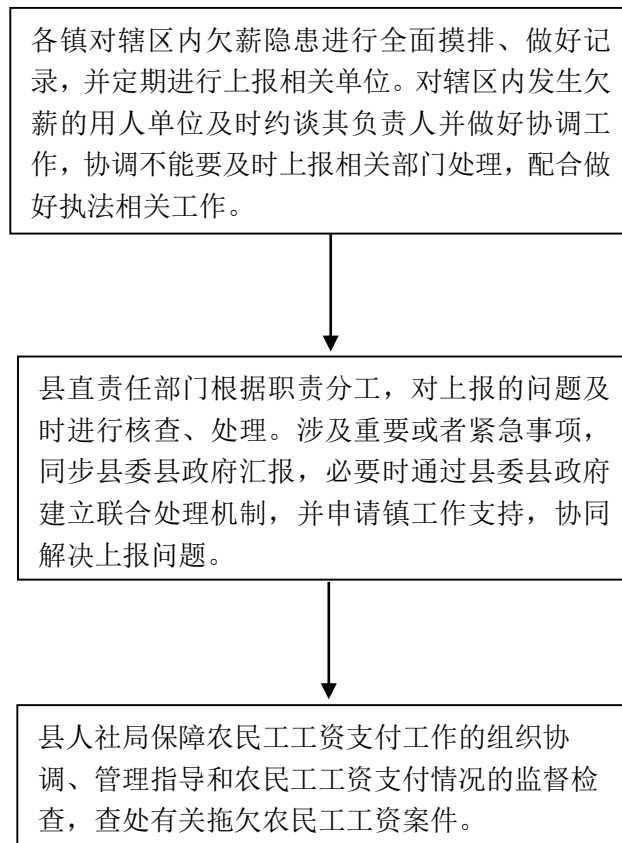 各镇对辖区内欠薪隐患进行全面摸排、做好记
录，并定期进行上报相关单位。对辖区内发生欠
薪的用人单位及时约谈其负责人并做好协调工
作，协调不能要及时上报相关部门处理，配合做
好执法相关工作。
县直责任部门根据职责分工，对上报的问题及
时进行核查、处理。涉及重要或者紧急事项，
同步县委县政府汇报，必要时通过县委县政府
建立联合处理机制，并申请镇工作支持，协同
解决上报问题。
县人社局保障农民工工资支付工作的组织协
调、管理指导和农民工工资支付情况的监督检
查，查处有关拖欠农民工工资案件。